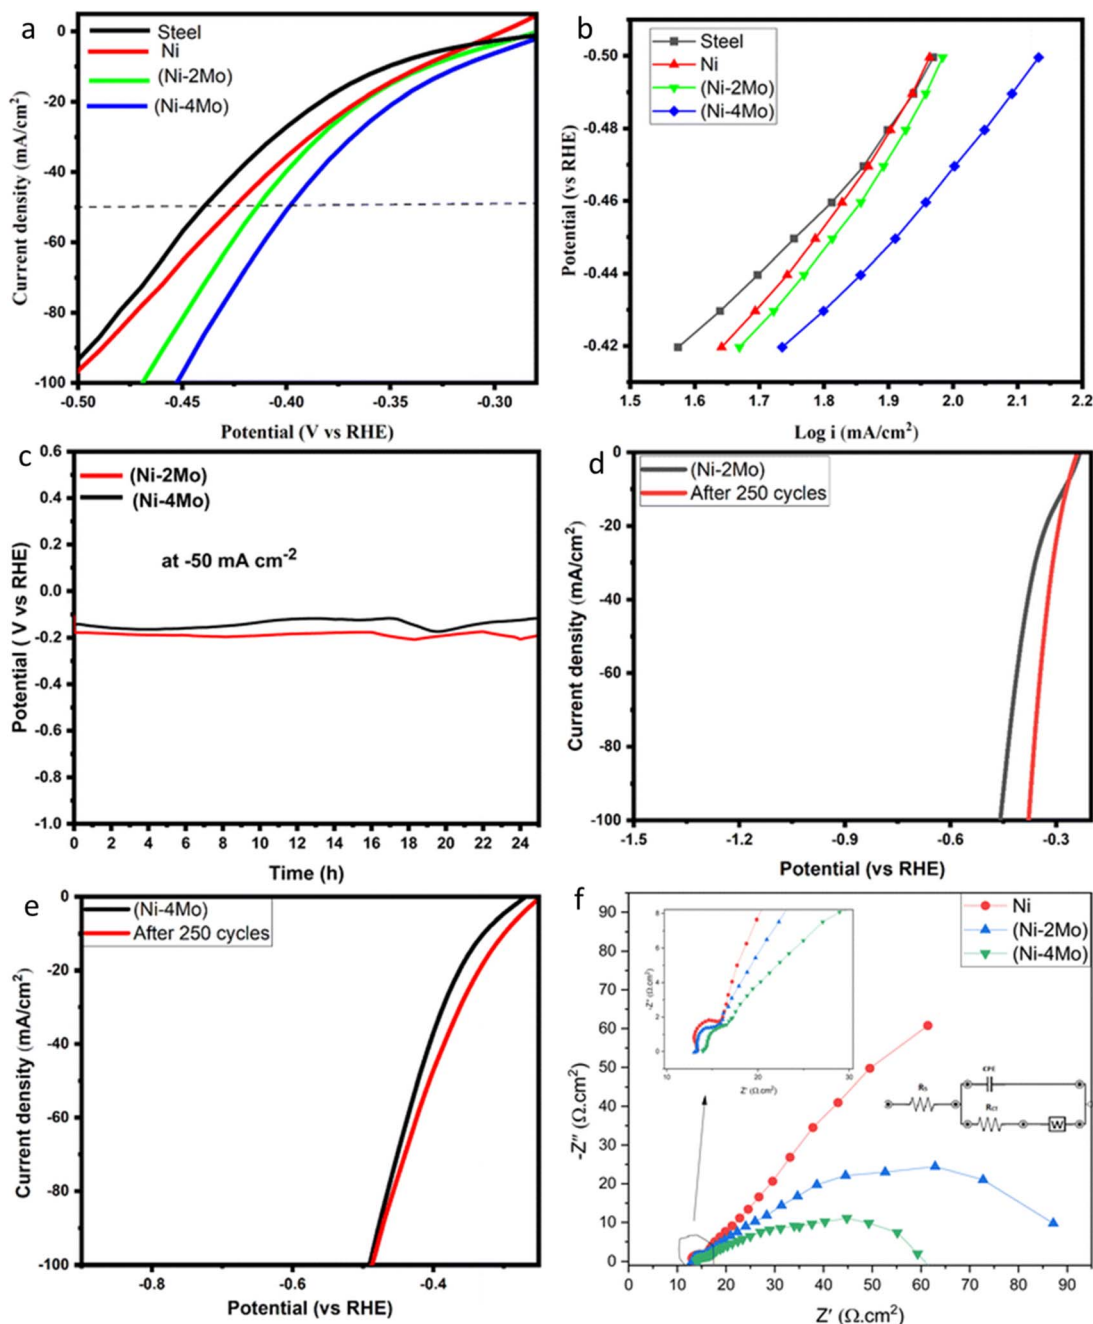 a
Steel
Ni
(Ni-2Mo)
(Ni-4Mo)
0
-20
-40
-60
-80
-100
Current density (mA/cm²)
-0.50
-0.45
-0.40
-0.35
-0.30
Potential (V vs RHE)
b
Steel
Ni
(Ni-2Mo)
(Ni-4Mo)
-0.50
-0.48
-0.46
-0.44
-0.42
Potential (vs RHE)
1.5
1.6
1.7
1.8
1.9
2.0
2.1
2.2
Log i (mA/cm²)
c
(Ni-2Mo)
(Ni-4Mo)
at -50 mA cm⁻²
0.6
0.4
0.2
0.0
-0.2
-0.4
-0.6
-0.8
-1.0
Potential ( V vs RHE)
0 2 4 6 8 10 12 14 16 18 20 22 24
Time (h)
d
(Ni-2Mo)
After 250 cycles
0
-20
-40
-60
-80
-100
Current density (mA/cm²)
-1.5
-1.2
-0.9
-0.6
-0.3
Potential (vs RHE)
e
(Ni-4Mo)
After 250 cycles
0
-20
-40
-60
-80
-100
Current density (mA/cm²)
-0.8
-0.6
-0.4
Potential (vs RHE)
f
Ni
(Ni-2Mo)
(Ni-4Mo)
90
80
70
60
50
40
30
20
10
0
-Z″ (Ω.cm²)
0 10 20 30 40 50 60 70 80 90
Z′ (Ω.cm²)
8
6
4
2
0
-Z″ (Ω.cm²)
10
20
30
Z′ (Ω.cm²)
CPE
Rs
Rct
W